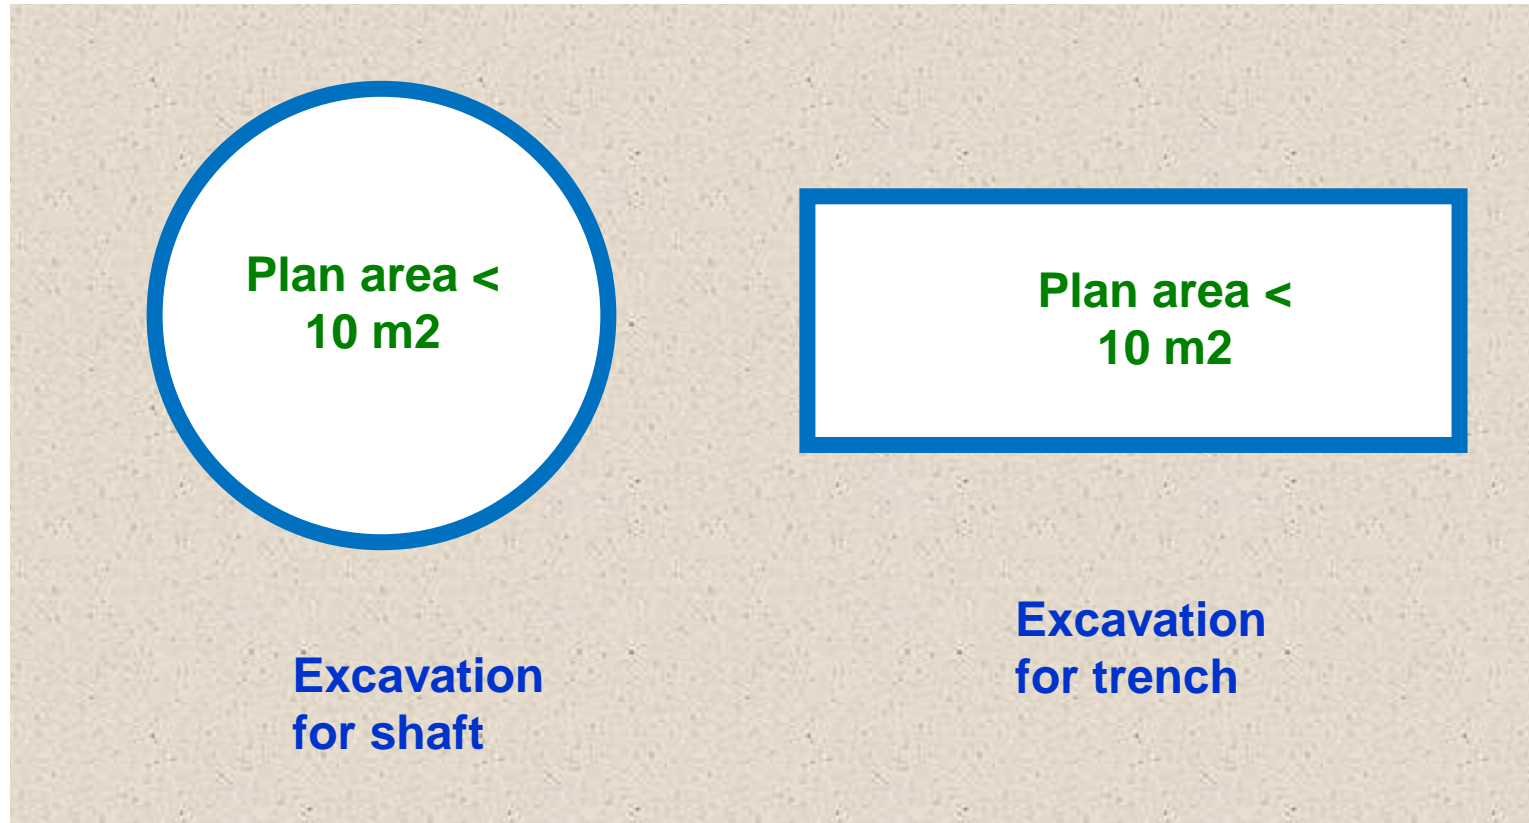 Plan area <
10 m2
Excavation
for shaft
Plan area <
10 m2
Excavation
for trench